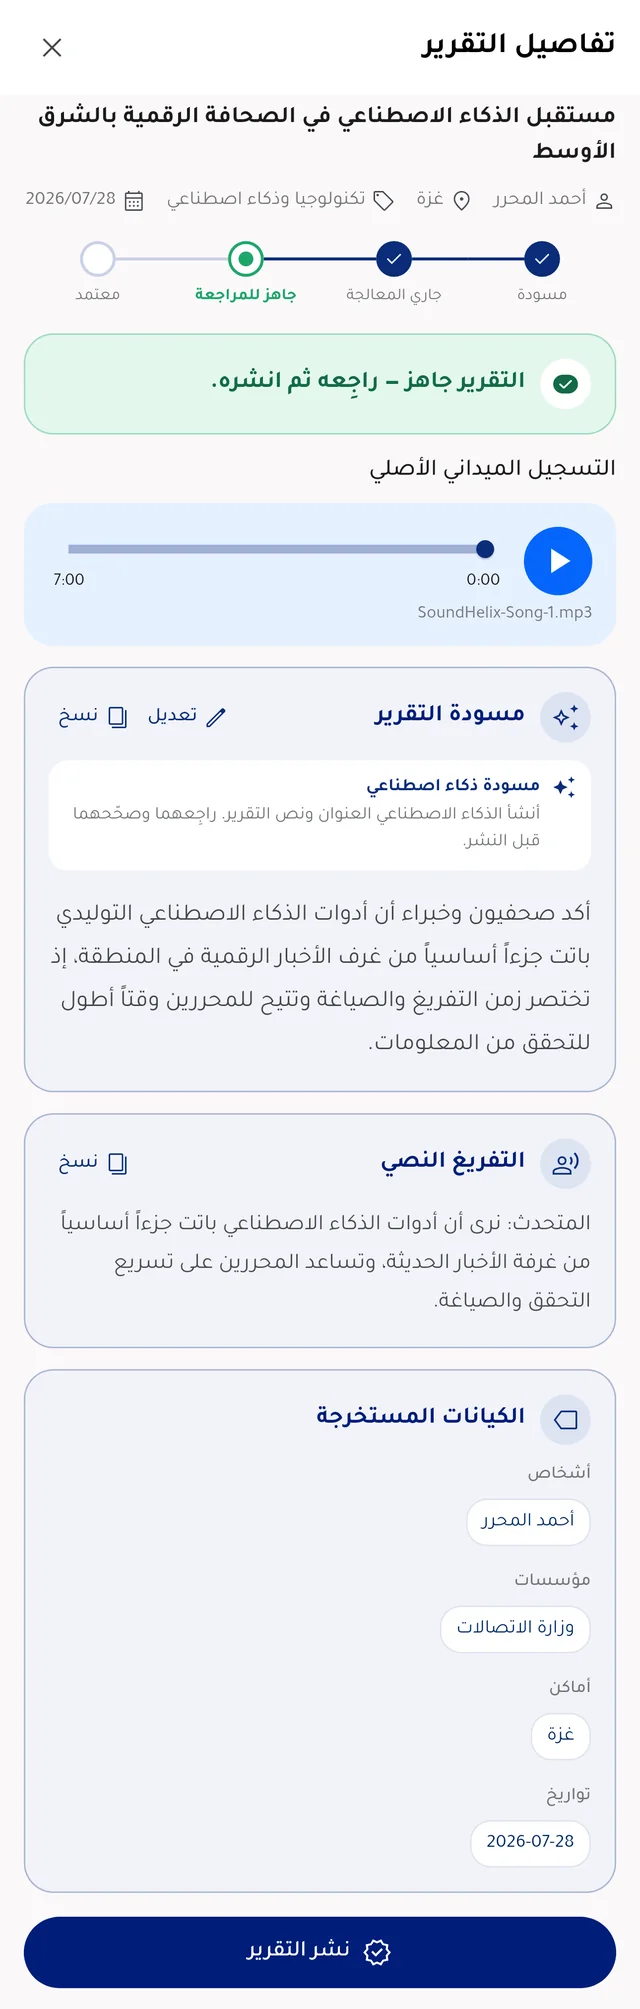 تفاصيل التقرير
مستقبل الذكاء الاصطناعي في الصحافة الرقمية بالشرق
الأوسط
أحمد المحرر غزة تكنولوجيا وذكاء اصطناعي 2026/07/28
مسودة جاري المعالجة جاهز للمراجعة معتمد
التقرير جاهز – راجِعه ثم انشره.
التسجيل الميداني الأصلي
0:00 7:00
SoundHelix-Song-1.mp3
مسودة التقرير تعديل نسخ
مسودة ذكاء اصطناعي
أنشأ الذكاء الاصطناعي العنوان ونص التقرير. راجِعهما وصحّحهما
قبل النشر.
أكد صحفيون وخبراء أن أدوات الذكاء الاصطناعي التوليدي
باتت جزءاً أساسياً من غرف الأخبار الرقمية في المنطقة، إذ
تختصر زمن التفريغ والصياغة وتتيح للمحررين وقتاً أطول
للتحقق من المعلومات.
التفريغ النصي نسخ
المتحدث: نرى أن أدوات الذكاء الاصطناعي باتت جزءاً أساسياً
من غرفة الأخبار الحديثة، وتساعد المحررين على تسريع
التحقق والصياغة.
الكيانات المستخرجة
أشخاص
أحمد المحرر
مؤسسات
وزارة الاتصالات
أماكن
غزة
تواريخ
2026-07-28
نشر التقرير